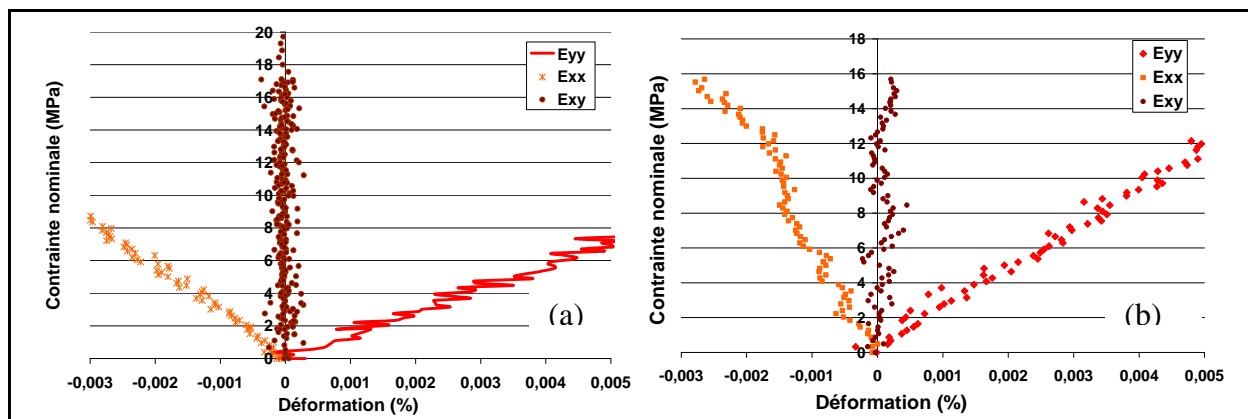 Contrainte nominale (MPa)
20
18
16
14
12
10
8
6
4
2
0
-0,003 -0,002 -0,001 0 0,001 0,002 0,003 0,004 0,005
Déformation (%)
Eyy
Exx
Exy
(a)
Contrainte nominale (MPa)
18
16
14
12
10
8
6
4
2
0
-0,003 -0,002 -0,001 0 0,001 0,002 0,003 0,004 0,005
Déformation (%)
Eyy
Exx
Exy
(b)